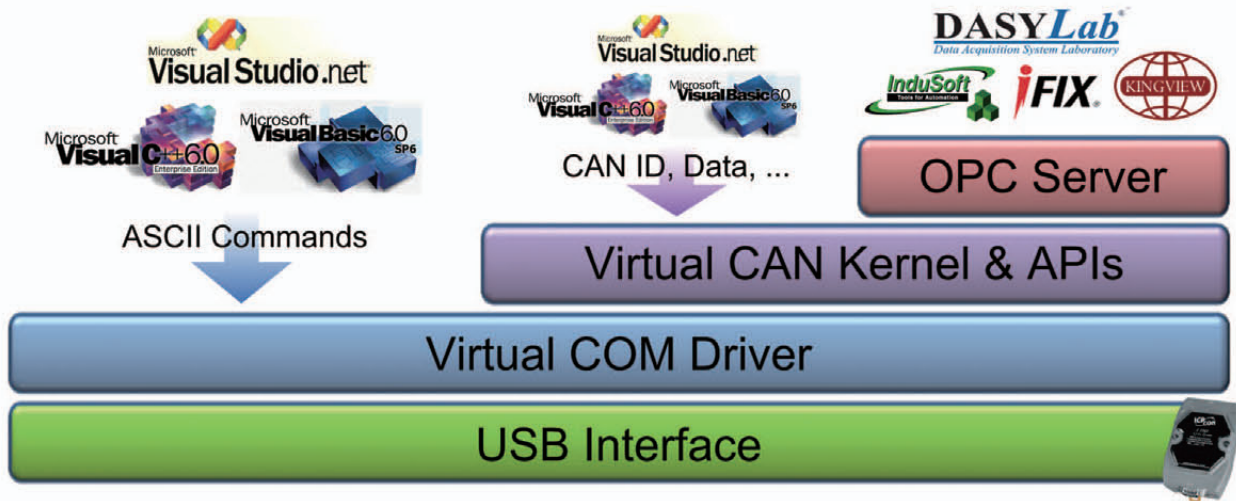 Microsoft
Visual Studio.net
Microsoft
Visual C++ 6.0
Enterprise Edition
Microsoft
Visual Basic 6.0
SP6
ASCII Commands
Microsoft
Visual Studio.net
Microsoft
Visual C++ 6.0
Enterprise Edition
Microsoft
Visual Basic 6.0
SP6
CAN ID, Data, ...
DASYLab
Data Acquisition System Laboratory
InduSoft
Tools for Automation
iFIX
KINGVIEW
OPC Server
Virtual CAN Kernel & APIs
Virtual COM Driver
USB Interface